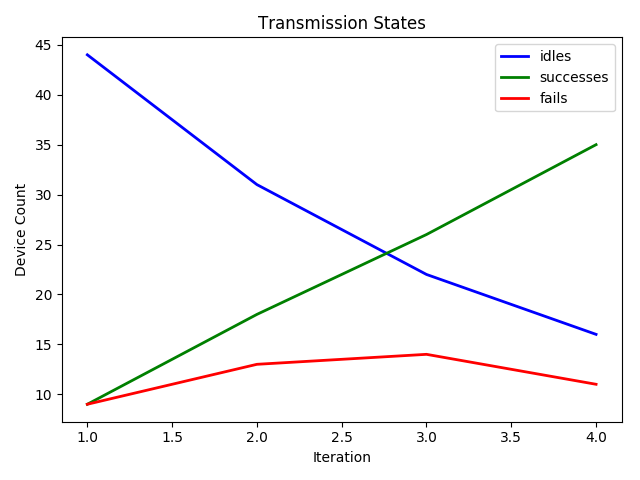 Transmission States
45
40
35
30
25
20
15
10
Device Count
idles
successes
fails
1.0 1.5 2.0 2.5 3.0 3.5 4.0
Iteration